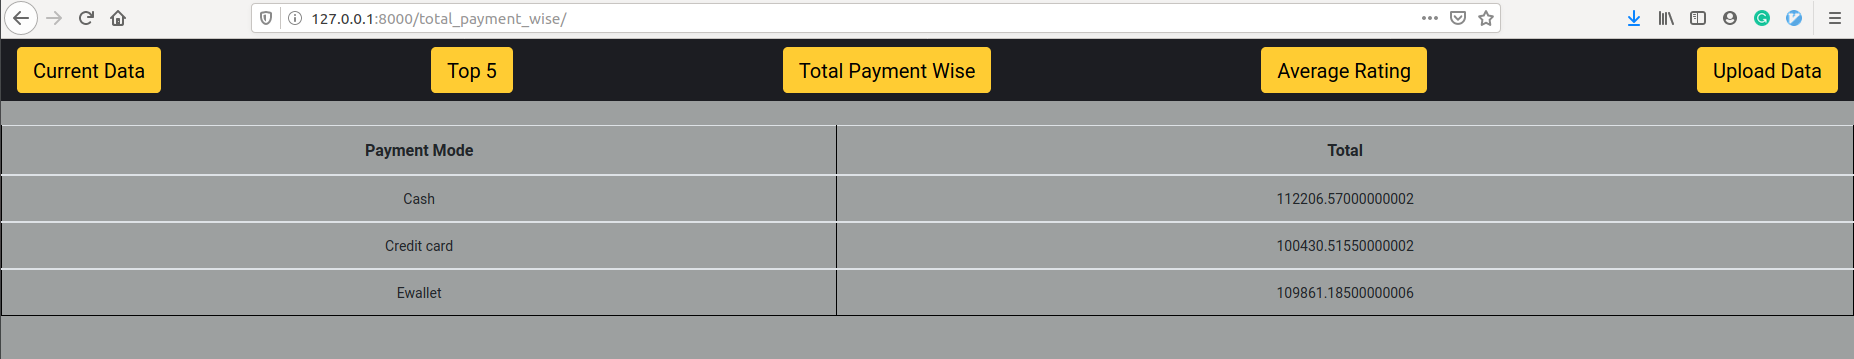 127.0.0.1:8000/total_payment_wise/
Current Data Top 5 Total Payment Wise Average Rating Upload Data
Payment Mode Total
Cash 112206.57000000002
Credit card 100430.51550000002
Ewallet 109861.18500000006